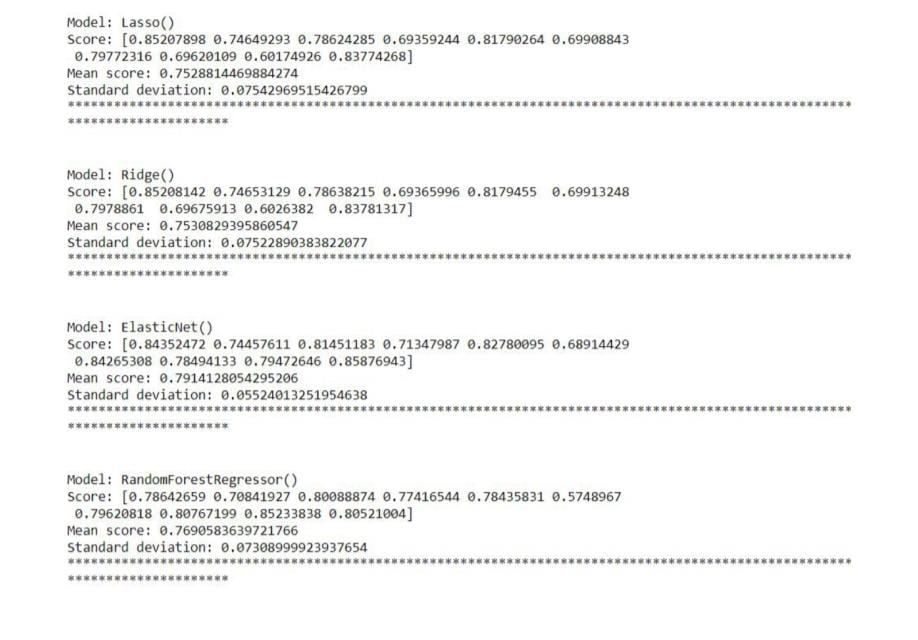 Model: Lasso()
Score: [0.85207898 0.74649293 0.78624285 0.69359244 0.81790264 0.69908843
0.79772316 0.69620109 0.60174926 0.83774268]
Mean score: 0.7528814469884274
Standard deviation: 0.07542969515426799
******************************************************************************************************
*********************
Model: Ridge()
Score: [0.85208142 0.74653129 0.78638215 0.69365996 0.8179455  0.69913248
0.7978861  0.69675913 0.6026382  0.83781317]
Mean score: 0.7530829395860547
Standard deviation: 0.07522890383822077
******************************************************************************************************
*********************
Model: ElasticNet()
Score: [0.84352472 0.74457611 0.81451183 0.71347987 0.82780095 0.68914429
0.84265308 0.78494133 0.79472646 0.85876943]
Mean score: 0.7914128054295206
Standard deviation: 0.05524013251954638
******************************************************************************************************
*********************
Model: RandomForestRegressor()
Score: [0.78642659 0.70841927 0.80088874 0.77416544 0.78435831 0.5748967
0.79620818 0.80767199 0.85233838 0.80521004]
Mean score: 0.7690583639721766
Standard deviation: 0.07308999923937654
******************************************************************************************************
*********************